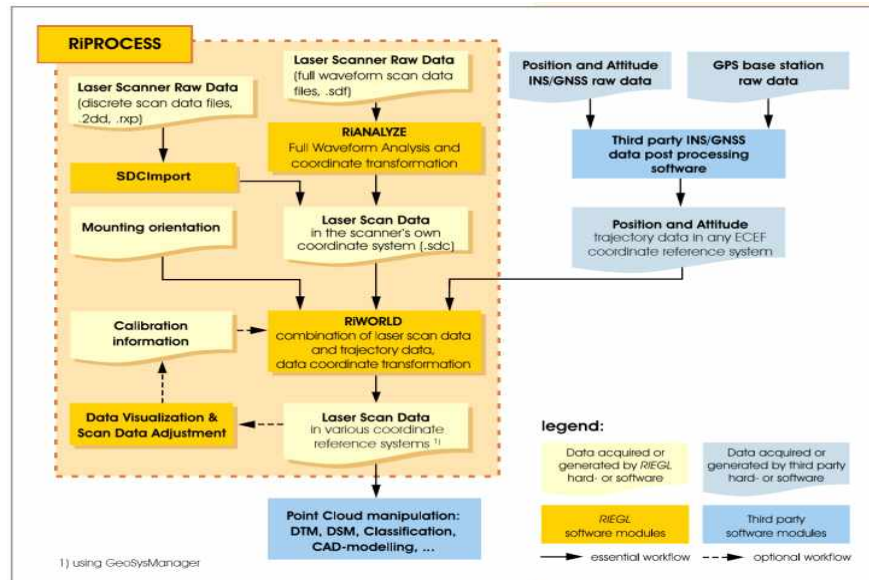 RiPROCESS
Laser Scanner Raw Data
(discrete scan data files,
.2dd, .rxp)
Laser Scanner Raw Data
(full waveform scan data
files, .sdf)
Position and Attitude
INS/GNSS raw data
GPS base station
raw data
RiANALYZE
Full Waveform Analysis and
coordinate transformation
Third party INS/GNSS
data post processing
software
SDCImport
Mounting orientation
Laser Scan Data
in the scanner's own
coordinate system (.sdc)
Position and Attitude
trajectory data in any ECEF
coordinate reference system
Calibration
information
RiWORLD
combination of laser scan data
and trajectory data,
data coordinate transformation
Data Visualization &
Scan Data Adjustment
Laser Scan Data
in various coordinate
reference systems 1)
Point Cloud manipulation:
DTM, DSM, Classification,
CAD-modelling, ...
1) using GeoSysManager
legend:
Data acquired or
generated by RIEGL
hard- or software
Data acquired or
generated by third party
hard- or software
RIEGL
software modules
Third party
software modules
essential workflow
optional workflow